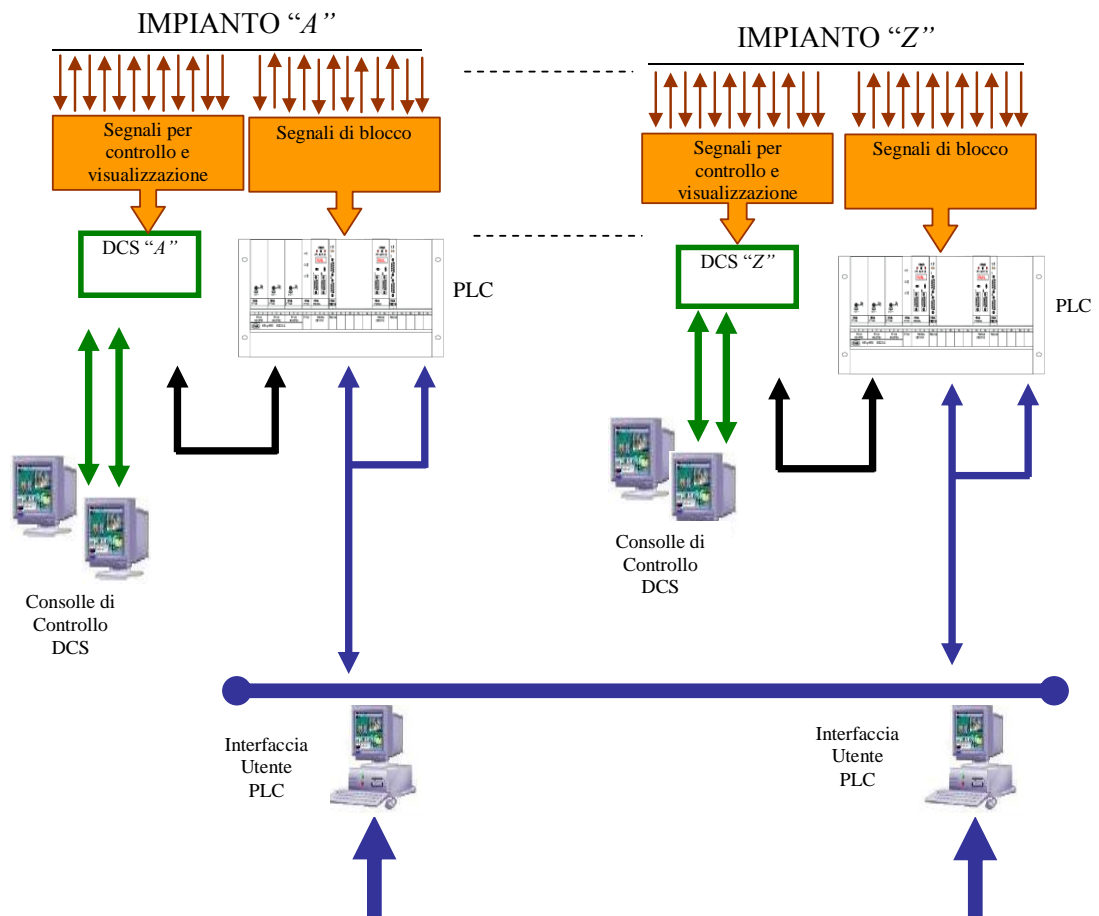 IMPIANTO “A”
Segnali per
controllo e
visualizzazione
Segnali di blocco
DCS “A”
PLC
Consolle di
Controllo
DCS
Interfaccia
Utente
PLC
IMPIANTO “Z”
Segnali per
controllo e
visualizzazione
Segnali di blocco
DCS “Z”
PLC
Consolle di
Controllo
DCS
Interfaccia
Utente
PLC